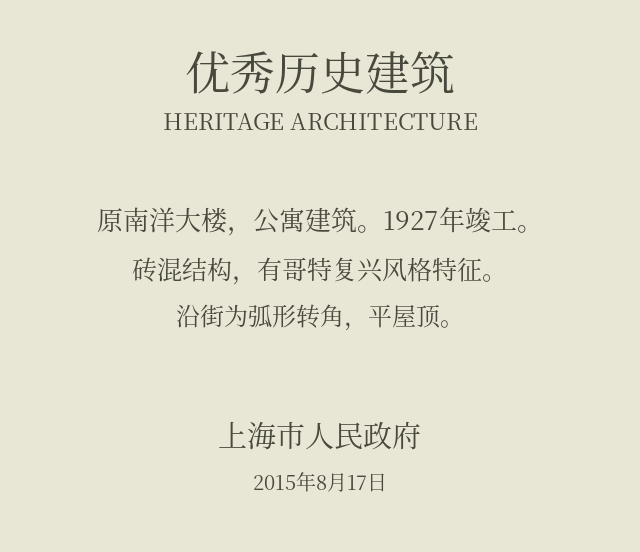 优秀历史建筑
HERITAGE ARCHITECTURE
原南洋大楼，公寓建筑。1927年竣工。
砖混结构，有哥特复兴风格特征。
沿街为弧形转角，平屋顶。
上海市人民政府
2015年8月17日